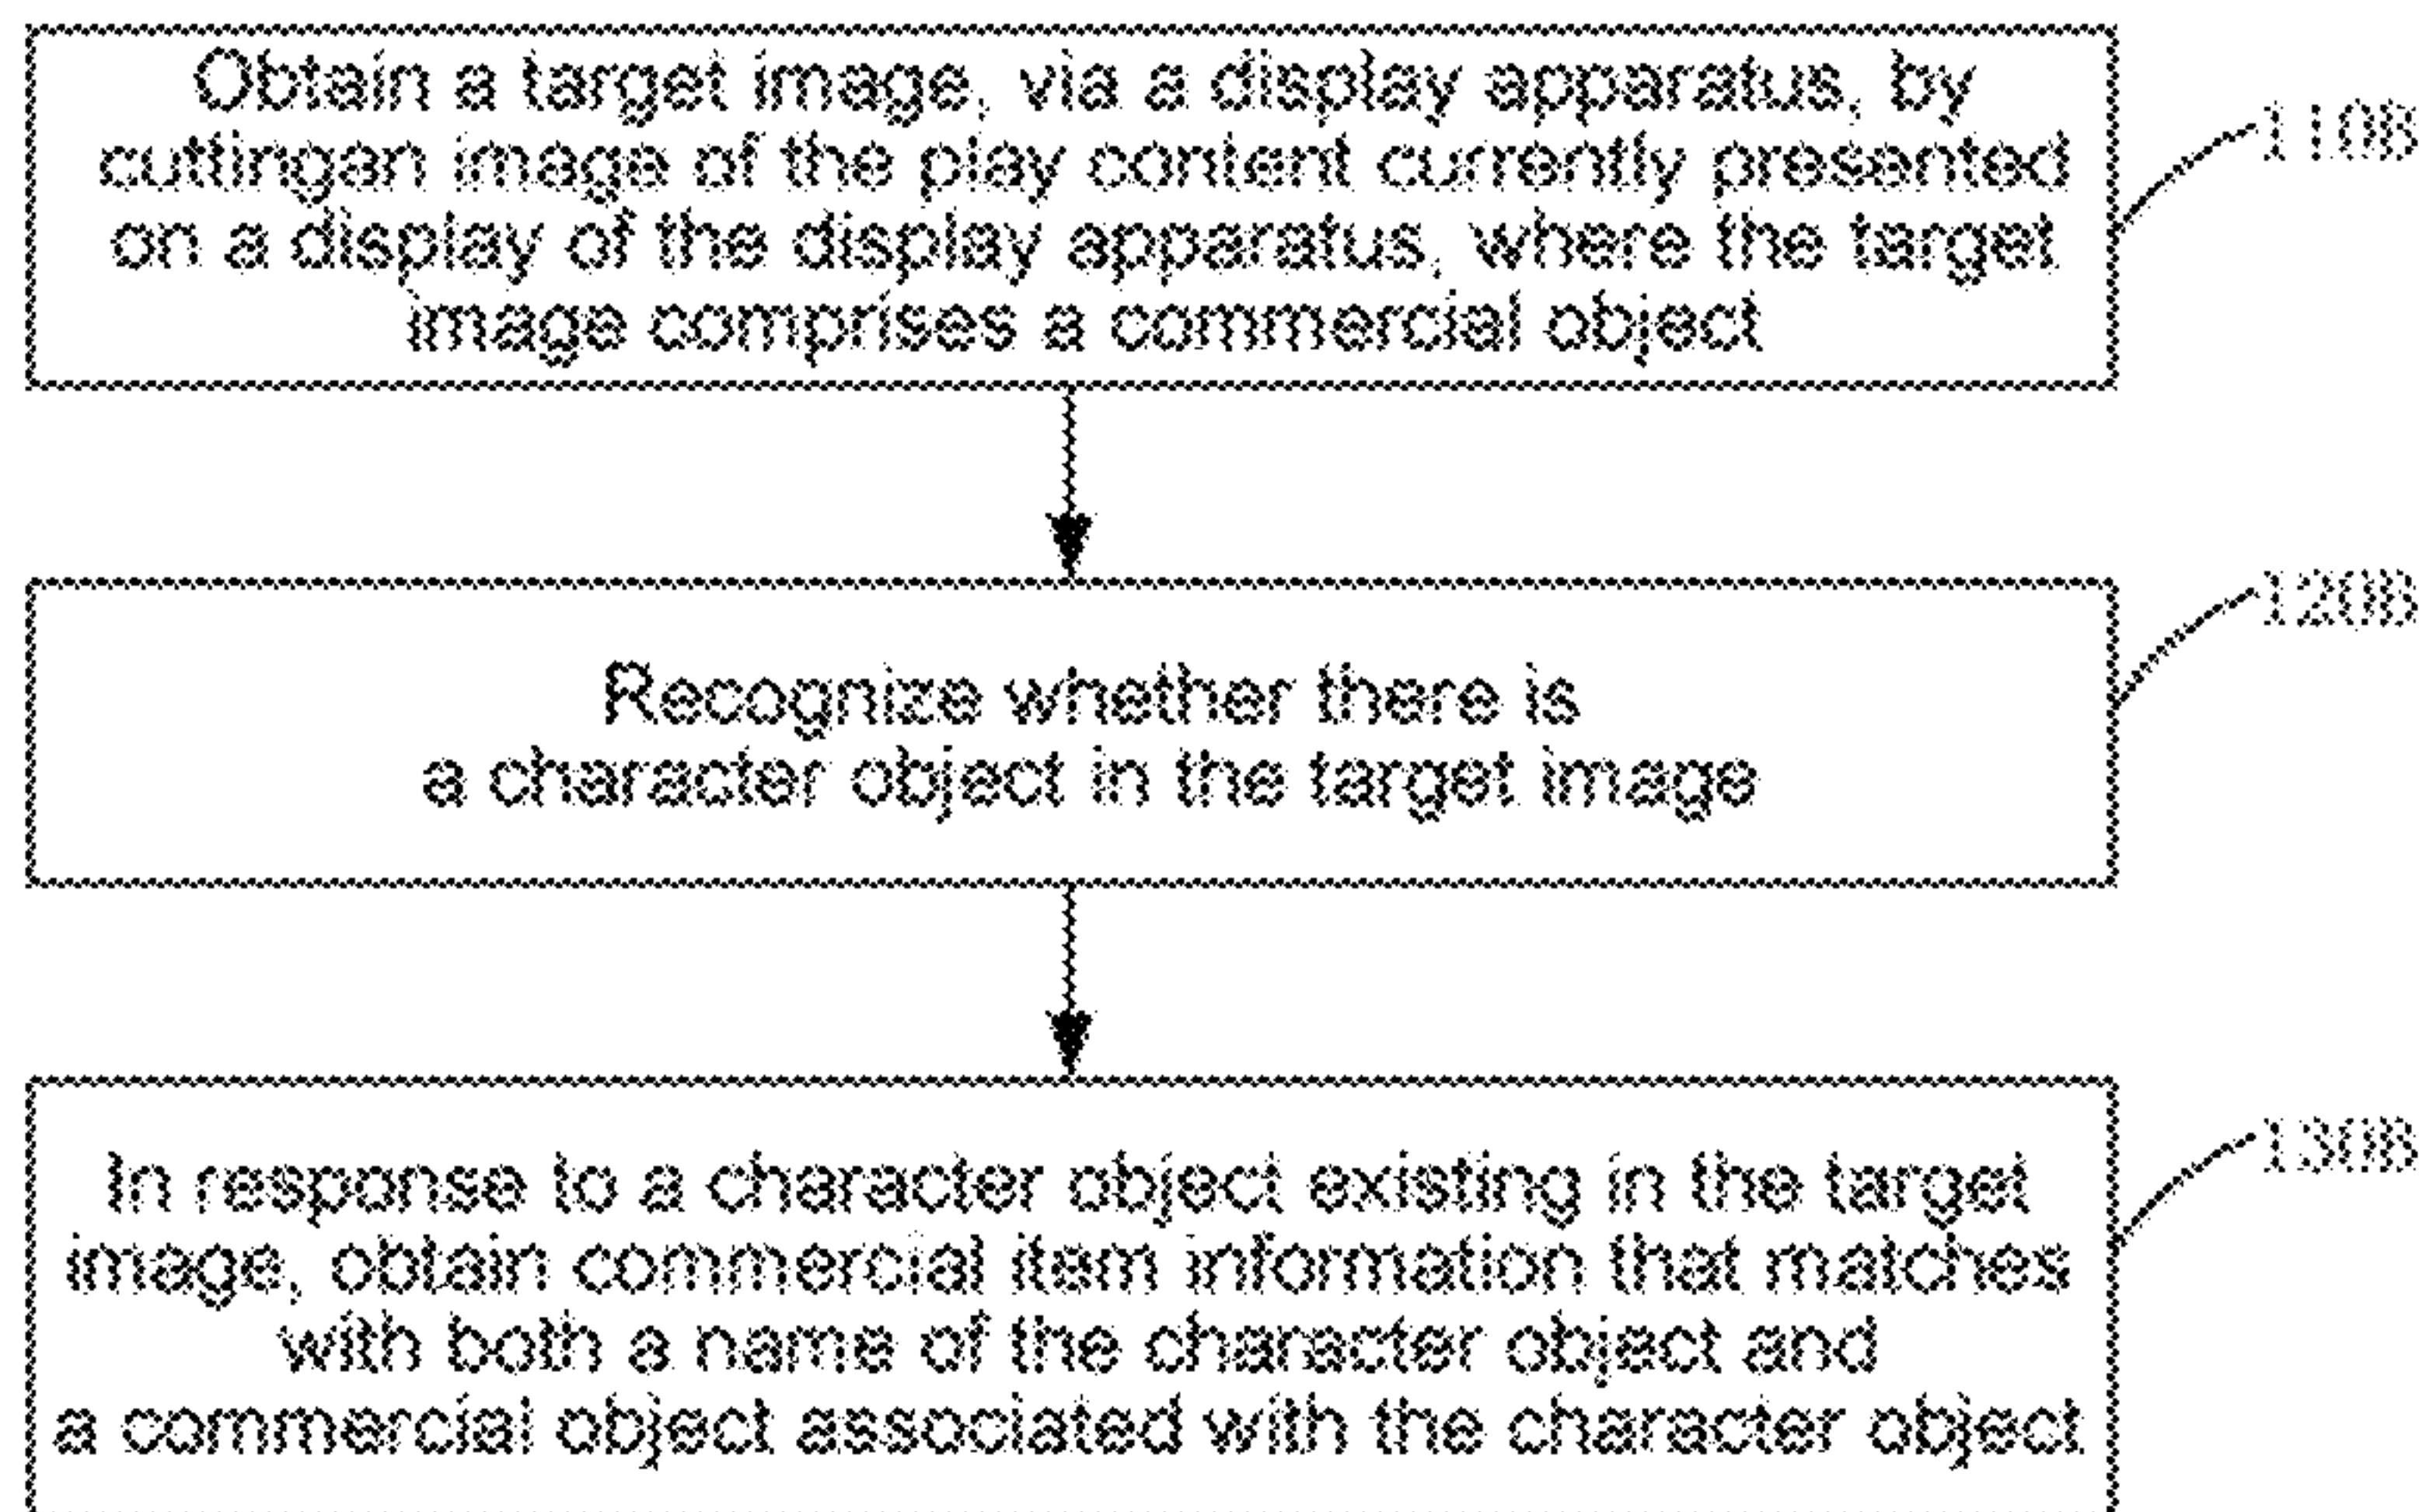 Obtain a target image, via a display apparatus, by
cuttingan image of the play content currently presented
on a display of the display apparatus, where the target
image comprises a commercial object
110B
Recognize whether there is
a character object in the target image
120B
In response to a character object existing in the target
image, obtain commercial item information that matches
with both a name of the character object and
a commercial object associated with the character object
130B